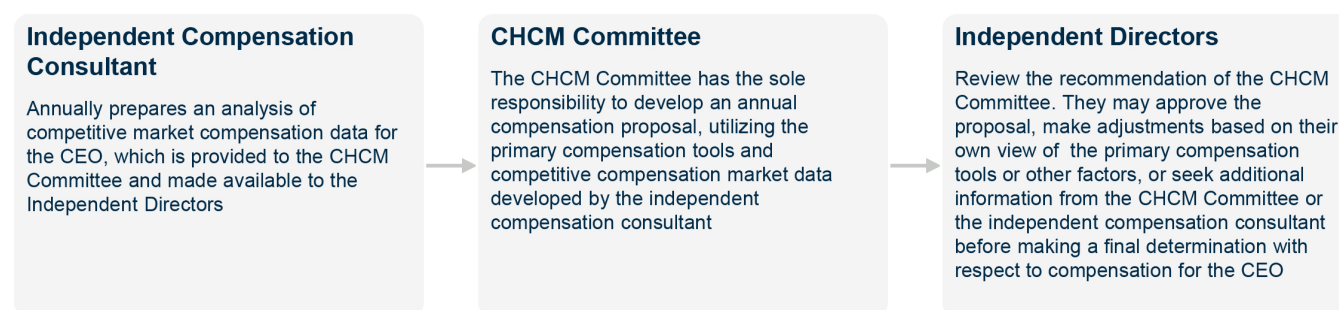 Independent Compensation
Consultant
Annually prepares an analysis of
competitive market compensation data for
the CEO, which is provided to the CHCM
Committee and made available to the
Independent Directors
CHCM Committee
The CHCM Committee has the sole
responsibility to develop an annual
compensation proposal, utilizing the
primary compensation tools and
competitive compensation market data
developed by the independent
compensation consultant
Independent Directors
Review the recommendation of the CHCM
Committee. They may approve the
proposal, make adjustments based on their
own view of the primary compensation
tools or other factors, or seek additional
information from the CHCM Committee or
the independent compensation consultant
before making a final determination with
respect to compensation for the CEO